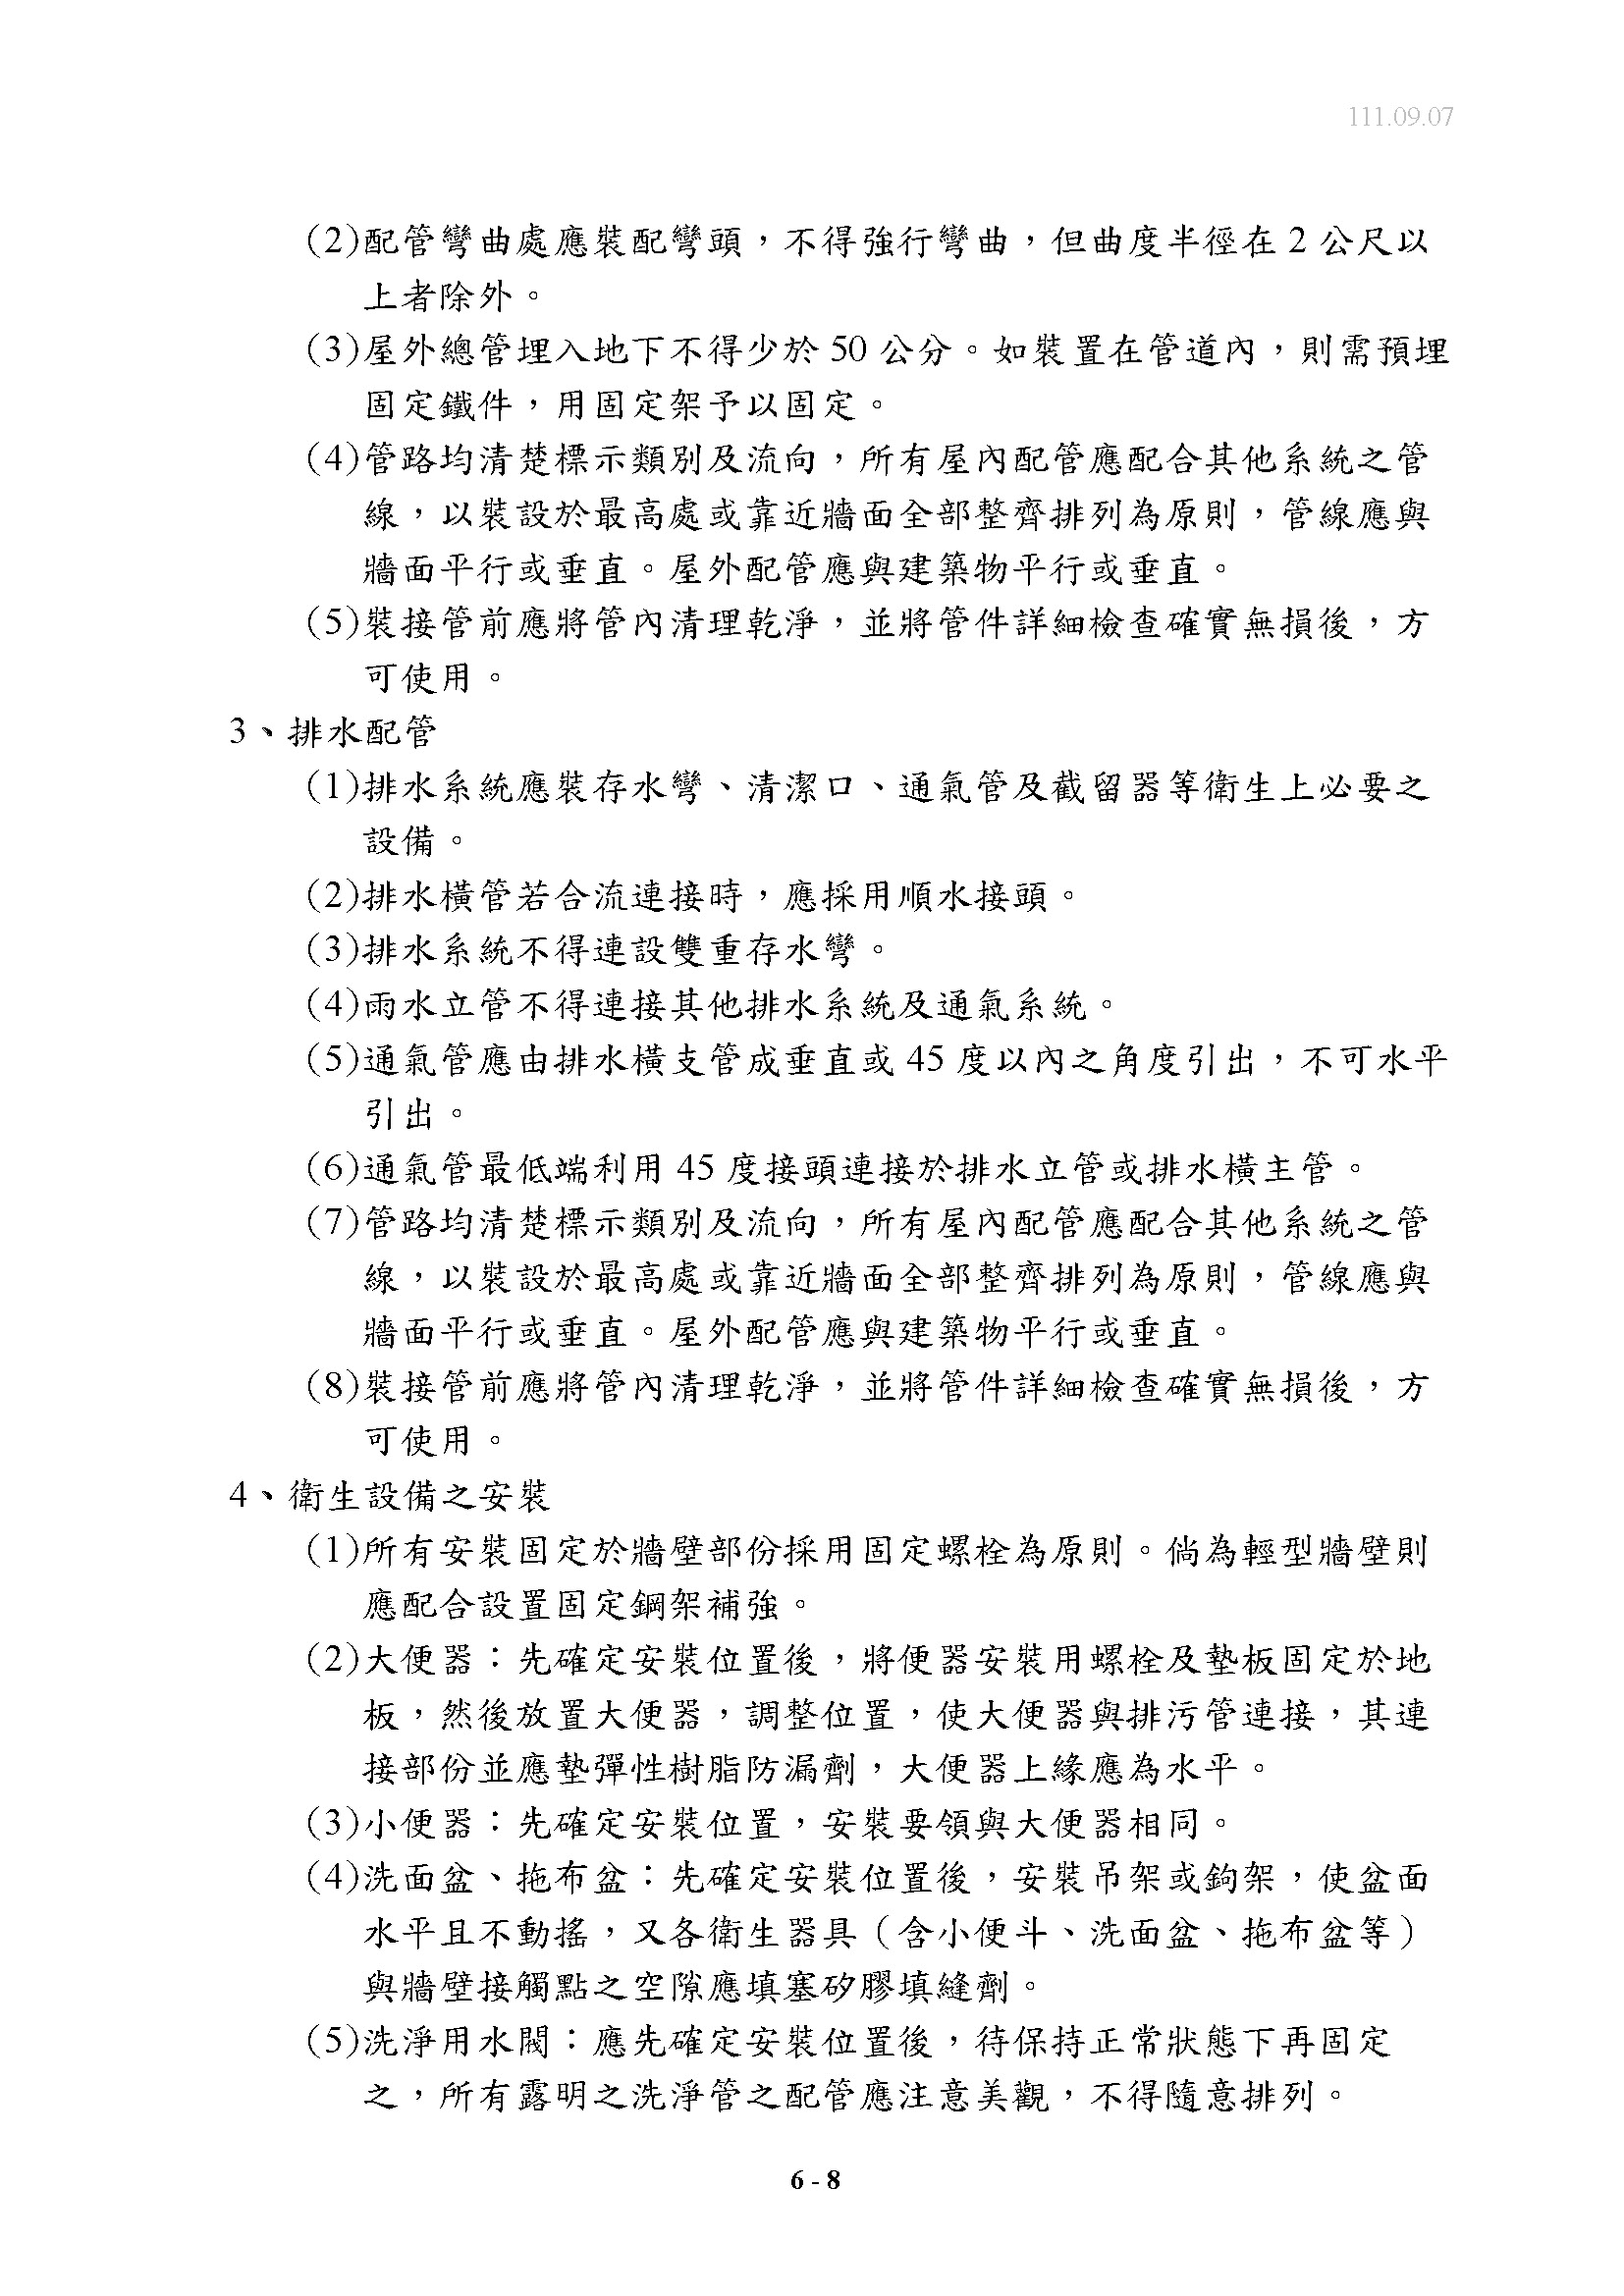 111.09.07
(2)配管彎曲處應裝配彎頭，不得強行彎曲，但曲度半徑在 2 公尺以
上者除外。
(3)屋外總管埋入地下不得少於 50 公分。如裝置在管道內，則需預埋
固定鐵件，用固定架予以固定。
(4)管路均清楚標示類別及流向，所有屋內配管應配合其他系統之管
線，以裝設於最高處或靠近牆面全部整齊排列為原則，管線應與
牆面平行或垂直。屋外配管應與建築物平行或垂直。
(5)裝接管前應將管內清理乾淨，並將管件詳細檢查確實無損後，方
可使用。
3、排水配管
(1)排水系統應裝存水彎、清潔口、通氣管及截留器等衛生上必要之
設備。
(2)排水橫管若合流連接時，應採用順水接頭。
(3)排水系統不得連設雙重存水彎。
(4)雨水立管不得連接其他排水系統及通氣系統。
(5)通氣管應由排水橫支管成垂直或 45 度以內之角度引出，不可水平
引出。
(6)通氣管最低端利用 45 度接頭連接於排水立管或排水橫主管。
(7)管路均清楚標示類別及流向，所有屋內配管應配合其他系統之管
線，以裝設於最高處或靠近牆面全部整齊排列為原則，管線應與
牆面平行或垂直。屋外配管應與建築物平行或垂直。
(8)裝接管前應將管內清理乾淨，並將管件詳細檢查確實無損後，方
可使用。
4、衛生設備之安裝
(1)所有安裝固定於牆壁部份採用固定螺栓為原則。倘為輕型牆壁則
應配合設置固定鋼架補強。
(2)大便器：先確定安裝位置後，將便器安裝用螺栓及墊板固定於地
板，然後放置大便器，調整位置，使大便器與排污管連接，其連
接部份並應墊彈性樹脂防漏劑，大便器上緣應為水平。
(3)小便器：先確定安裝位置，安裝要領與大便器相同。
(4)洗面盆、拖布盆：先確定安裝位置後，安裝吊架或鉤架，使盆面
水平且不動搖，又各衛生器具（含小便斗、洗面盆、拖布盆等）
與牆壁接觸點之空隙應填塞矽膠填縫劑。
(5)洗淨用水閥：應先確定安裝位置後，待保持正常狀態下再固定
之，所有露明之洗淨管之配管應注意美觀，不得隨意排列。
6 - 8